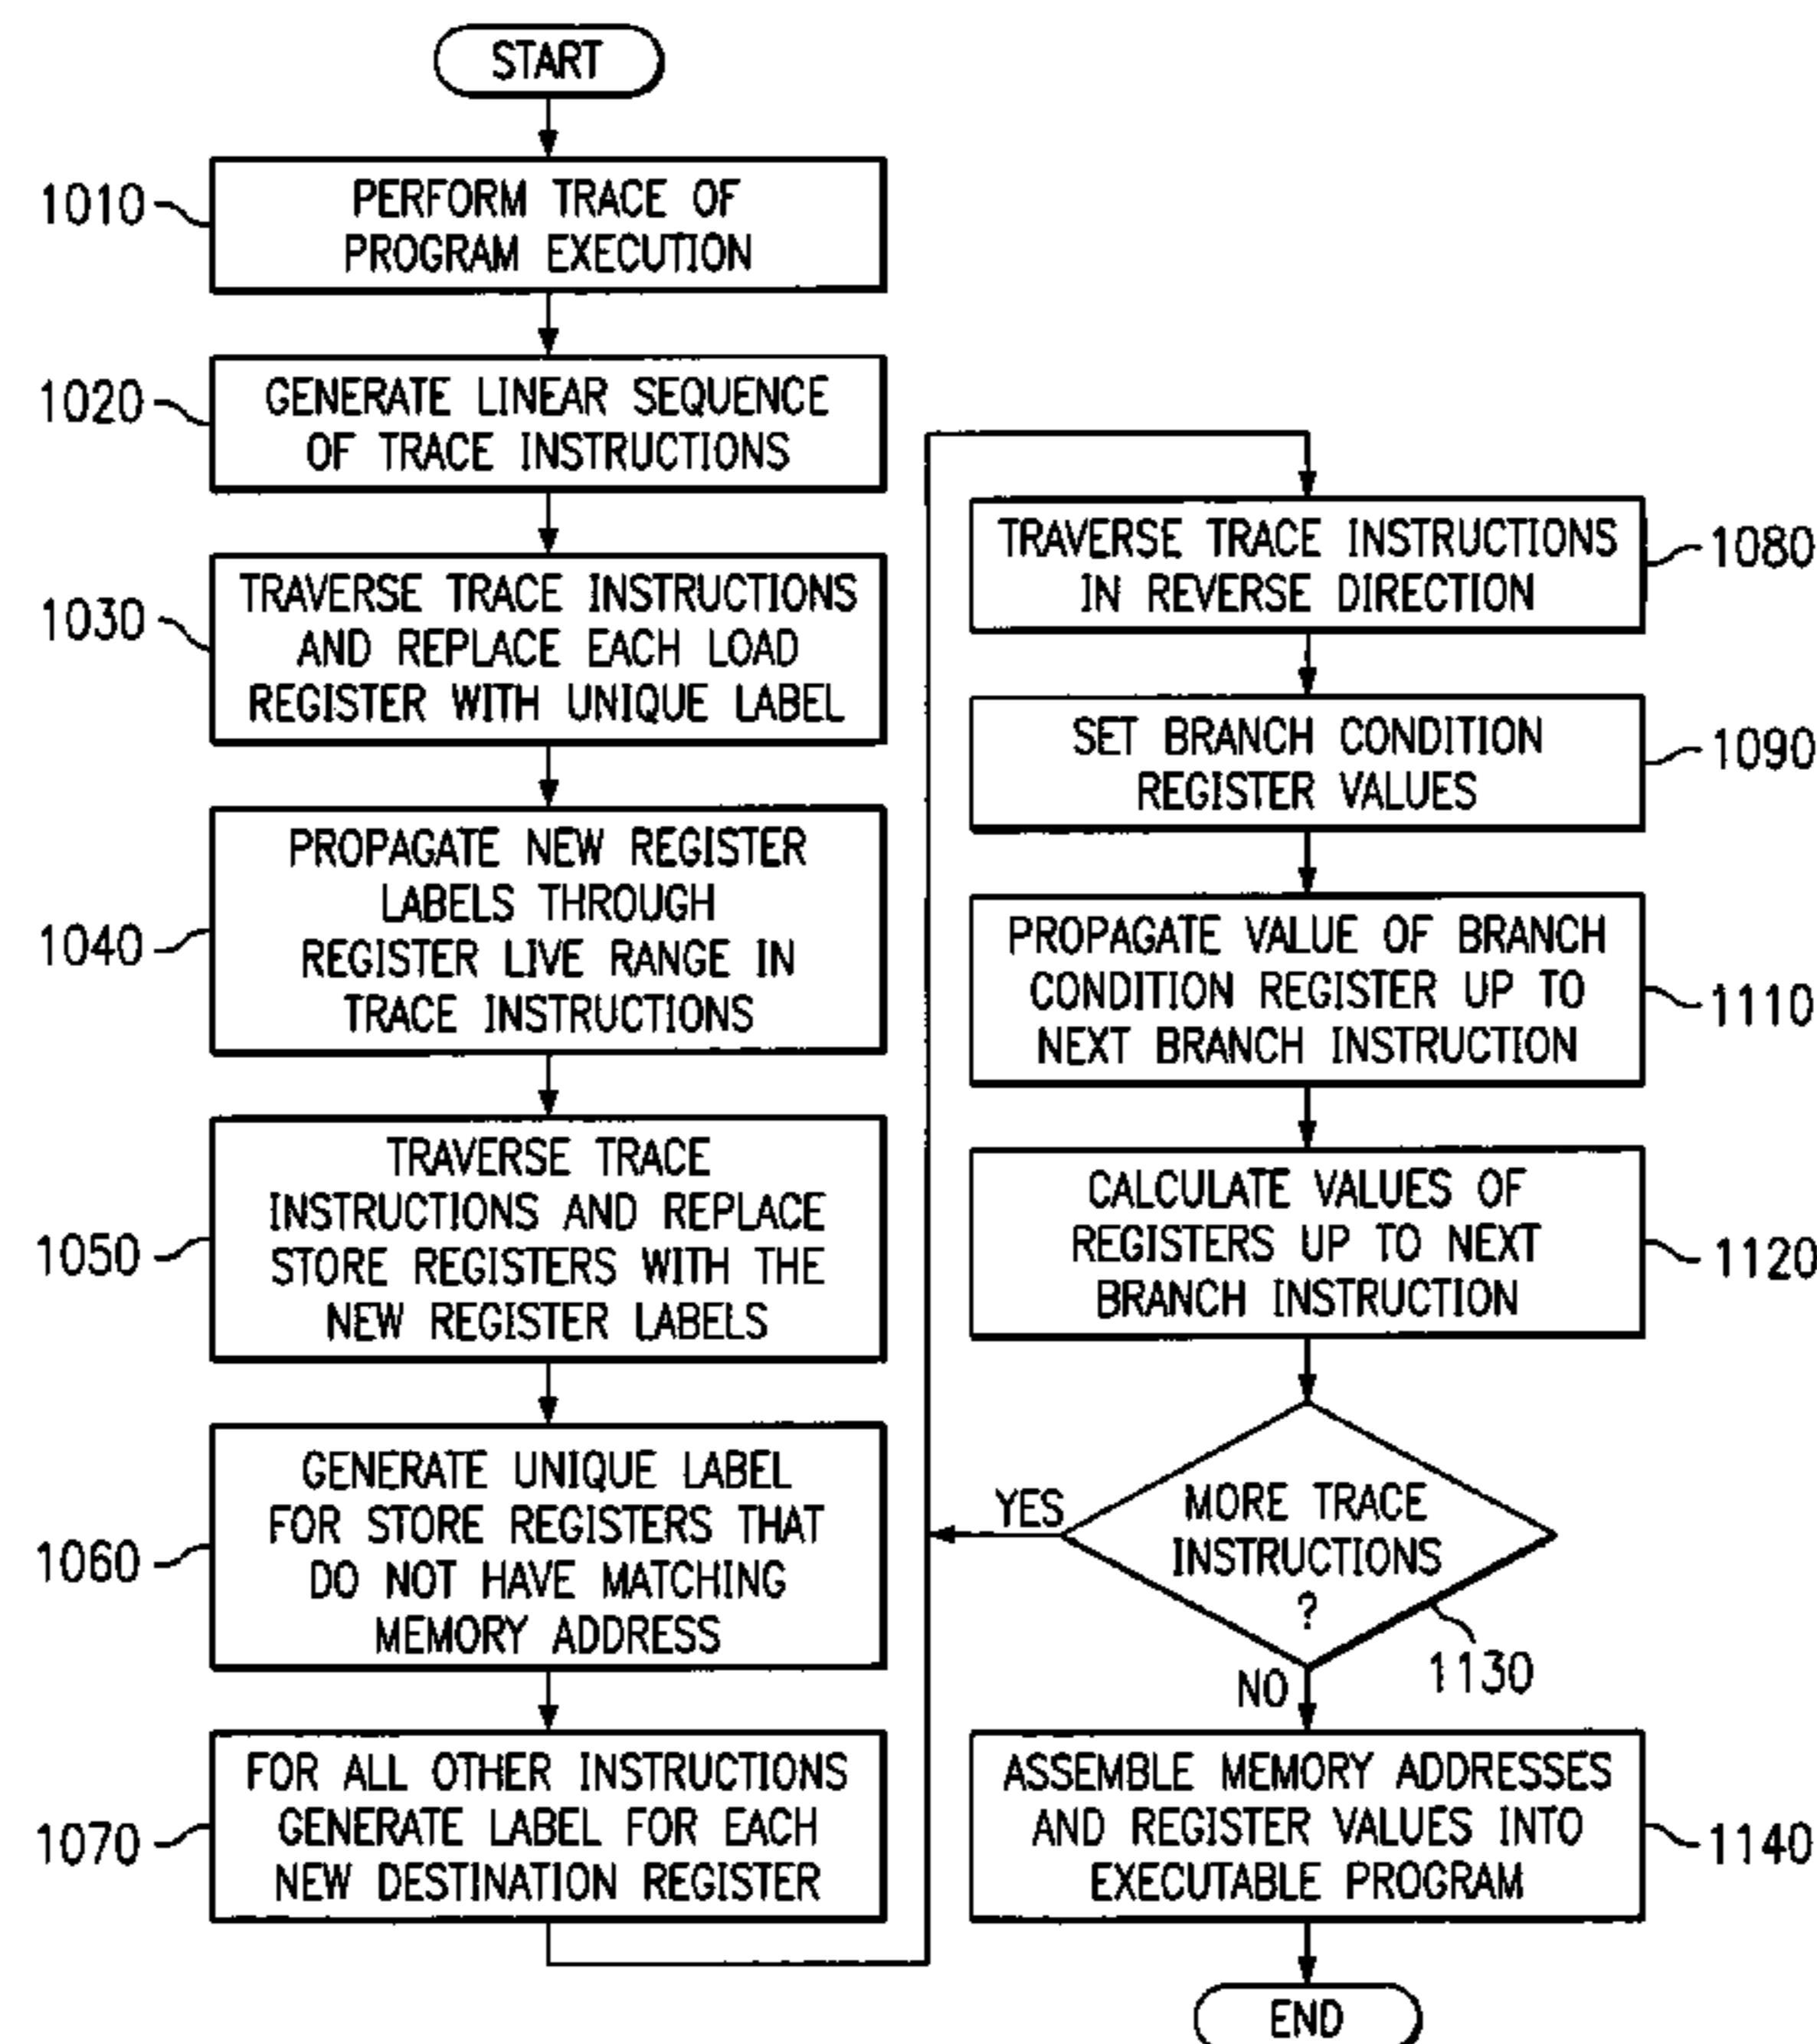 START
1010
PERFORM TRACE OF
PROGRAM EXECUTION
1020
GENERATE LINEAR SEQUENCE
OF TRACE INSTRUCTIONS
1030
TRAVERSE TRACE INSTRUCTIONS
AND REPLACE EACH LOAD
REGISTER WITH UNIQUE LABEL
1040
PROPAGATE NEW REGISTER
LABELS THROUGH
REGISTER LIVE RANGE IN
TRACE INSTRUCTIONS
1050
TRAVERSE TRACE
INSTRUCTIONS AND REPLACE
STORE REGISTERS WITH THE
NEW REGISTER LABELS
1060
GENERATE UNIQUE LABEL
FOR STORE REGISTERS THAT
DO NOT HAVE MATCHING
MEMORY ADDRESS
1070
FOR ALL OTHER INSTRUCTIONS
GENERATE LABEL FOR EACH
NEW DESTINATION REGISTER
TRAVERSE TRACE INSTRUCTIONS
IN REVERSE DIRECTION
1080
SET BRANCH CONDITION
REGISTER VALUES
1090
PROPAGATE VALUE OF BRANCH
CONDITION REGISTER UP TO
NEXT BRANCH INSTRUCTION
1110
CALCULATE VALUES OF
REGISTERS UP TO NEXT
BRANCH INSTRUCTION
1120
YES
MORE TRACE
INSTRUCTIONS
?
1130
NO
ASSEMBLE MEMORY ADDRESSES
AND REGISTER VALUES INTO
EXECUTABLE PROGRAM
1140
END